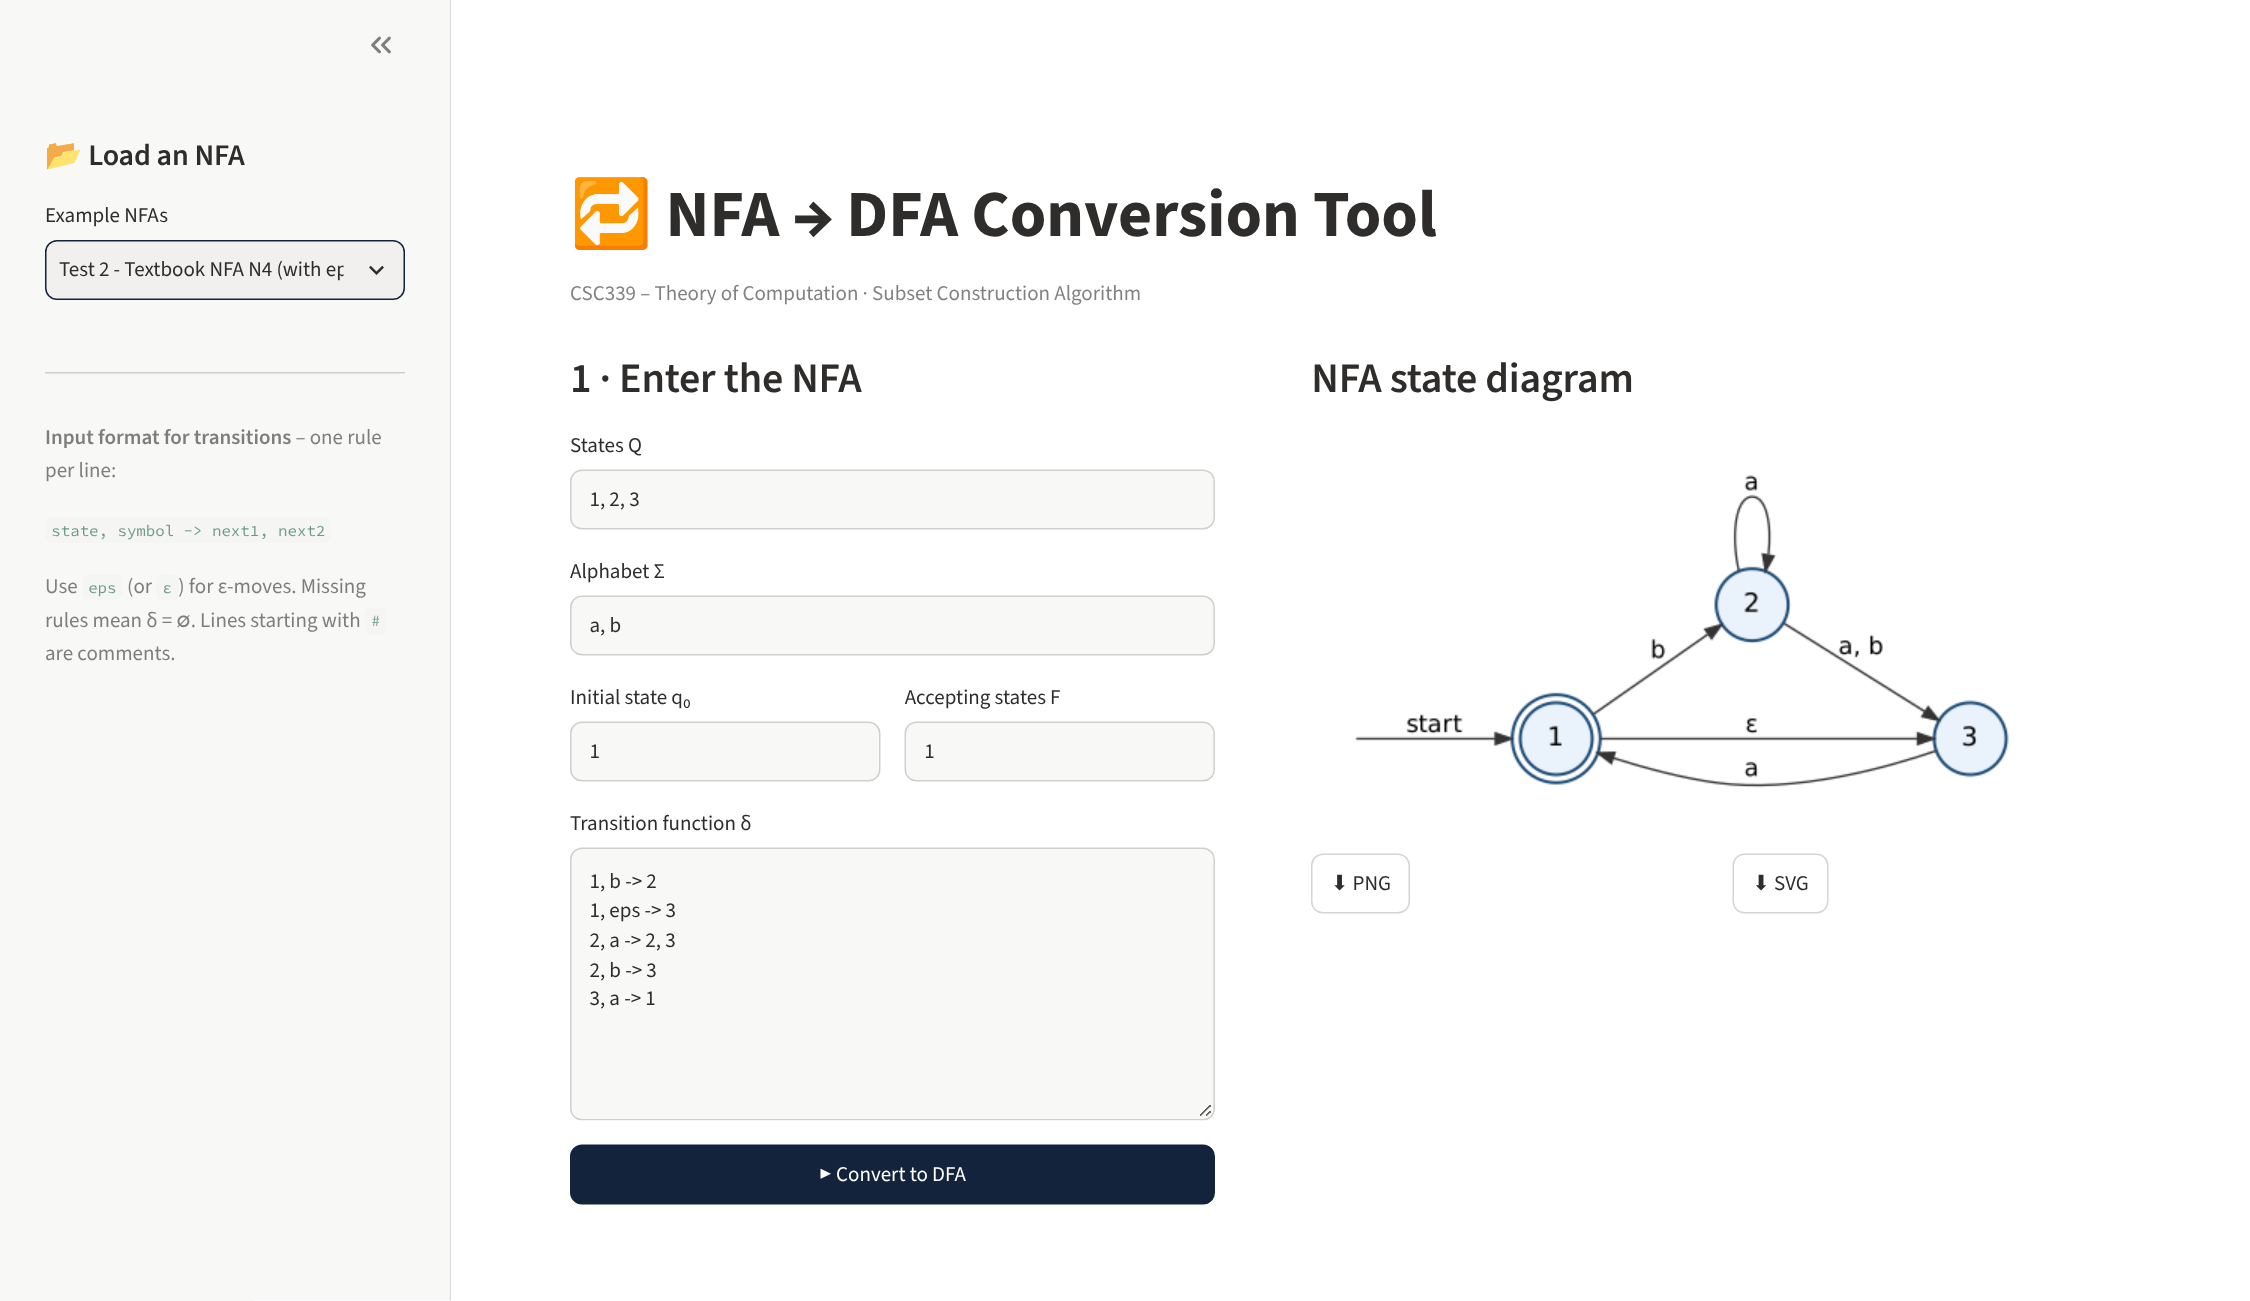 📂 Load an NFA
Example NFAs
Test 2 - Textbook NFA N4 (with ep
Input format for transitions – one rule
per line:
state, symbol -> next1, next2
Use eps (or ε ) for ε-moves. Missing
rules mean δ = ∅. Lines starting with #
are comments.
🔁 NFA → DFA Conversion Tool
CSC339 – Theory of Computation · Subset Construction Algorithm
1 · Enter the NFA
States Q
1, 2, 3
Alphabet Σ
a, b
Initial state q₀
1
Accepting states F
1
Transition function δ
1, b -> 2
1, eps -> 3
2, a -> 2, 3
2, b -> 3
3, a -> 1
▶ Convert to DFA
NFA state diagram
a
2
b
a, b
start
1
ε
3
a
⬇ PNG
⬇ SVG